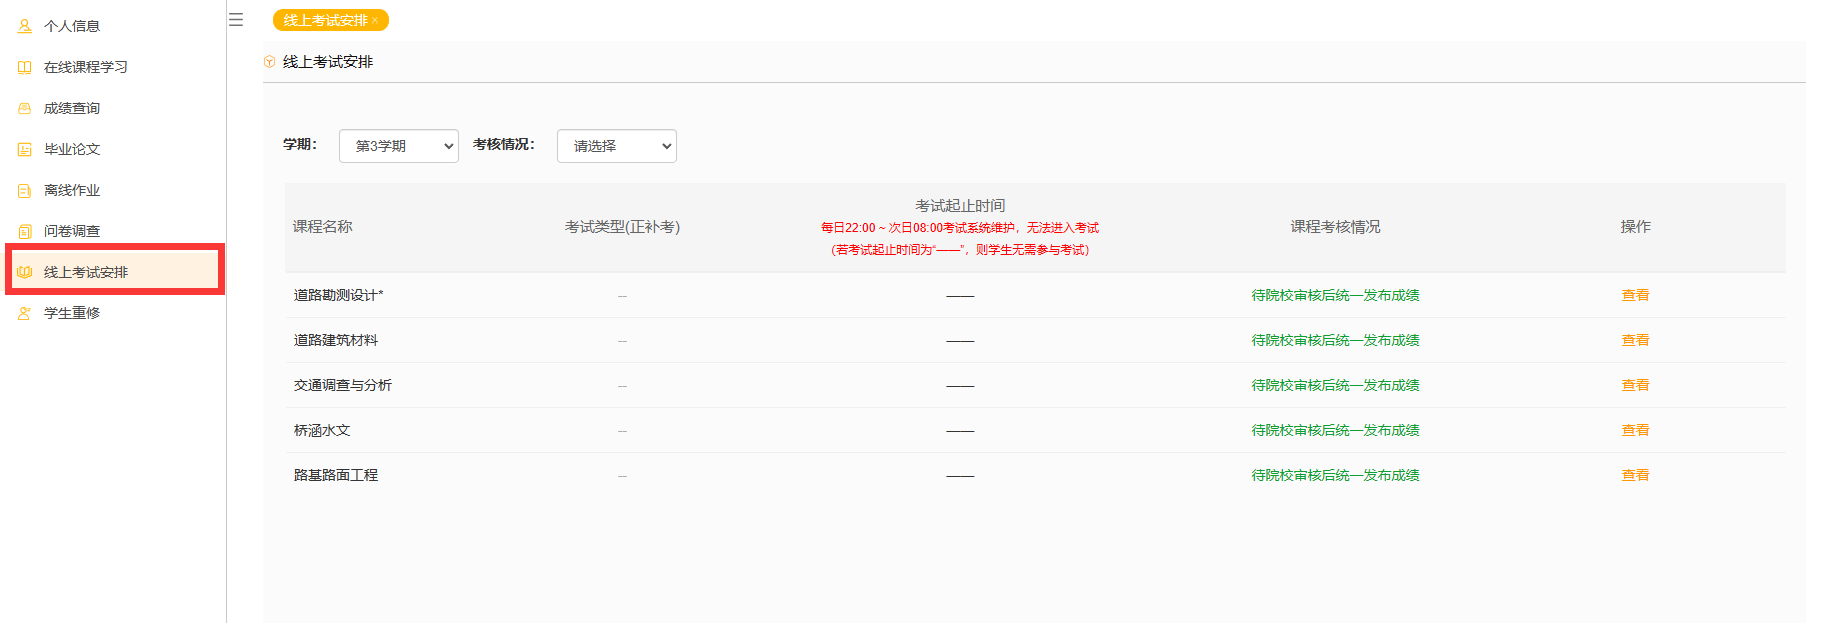 个人信息
在线课程学习
成绩查询
毕业论文
离线作业
问卷调查
线上考试安排
学生重修
线上考试安排 ×
线上考试安排
学期： 第3学期 考核情况： 请选择
课程名称 考试类型(正补考) 考试起止时间 课程考核情况 操作
每日22:00 ~ 次日08:00考试系统维护，无法进入考试
（若考试起止时间为“——”，则学生无需参与考试）
道路勘测设计* -- —— 待院校审核后统一发布成绩 查看
道路建筑材料 -- —— 待院校审核后统一发布成绩 查看
交通调查与分析 -- —— 待院校审核后统一发布成绩 查看
桥涵水文 -- —— 待院校审核后统一发布成绩 查看
路基路面工程 -- —— 待院校审核后统一发布成绩 查看